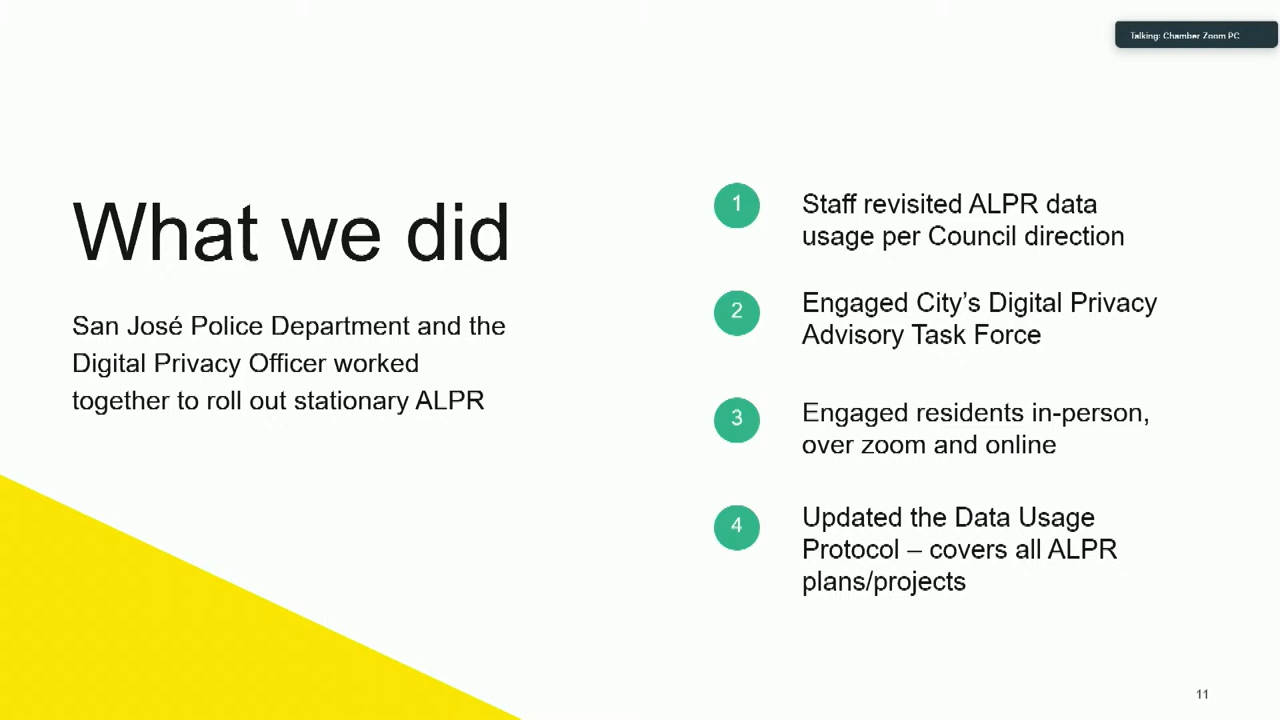 Talking: Chamber Zoom PC
What we did
San José Police Department and the
Digital Privacy Officer worked
together to roll out stationary ALPR
1
Staff revisited ALPR data
usage per Council direction
2
Engaged City’s Digital Privacy
Advisory Task Force
3
Engaged residents in-person,
over zoom and online
4
Updated the Data Usage
Protocol – covers all ALPR
plans/projects
11